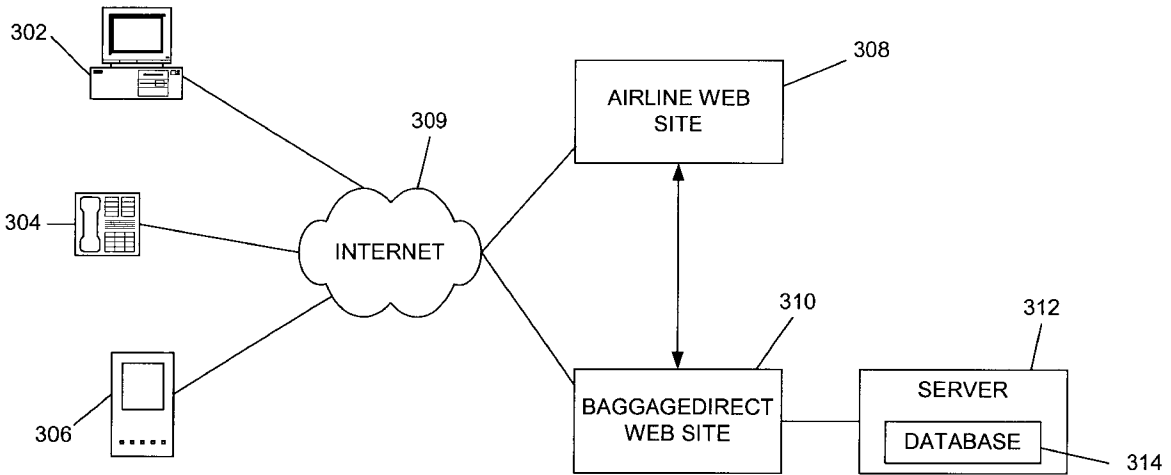 302
308
AIRLINE WEB
SITE
309
304
INTERNET
310
312
306
BAGGAGEDIRECT
WEB SITE
SERVER
DATABASE
314